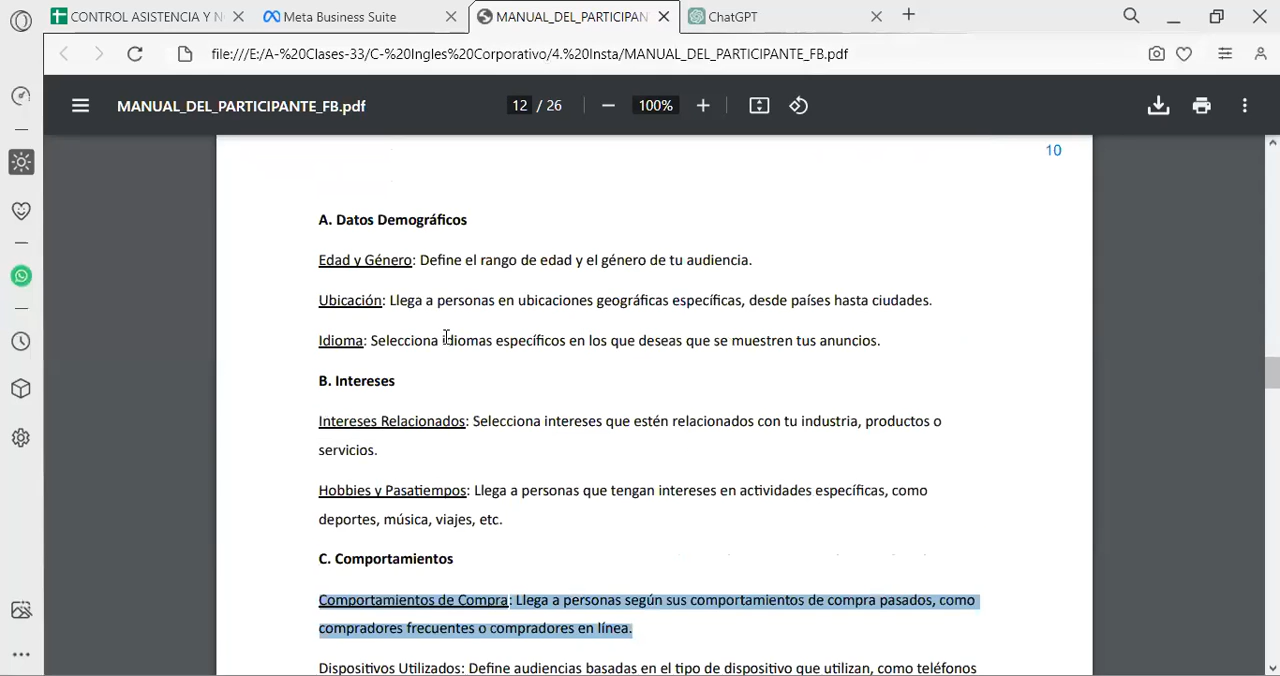 CONTROL ASISTENCIA Y N
Meta Business Suite
MANUAL_DEL_PARTICIPAN
ChatGPT
file:///E:/A-%20Clases-33/C-%20Ingles%20Corporativo/4.%20Insta/MANUAL_DEL_PARTICIPANTE_FB.pdf
MANUAL_DEL_PARTICIPANTE_FB.pdf
12 / 26
100%
10
A. Datos Demográficos
Edad y Género: Define el rango de edad y el género de tu audiencia.
Ubicación: Llega a personas en ubicaciones geográficas específicas, desde países hasta ciudades.
Idioma: Selecciona idiomas específicos en los que deseas que se muestren tus anuncios.
B. Intereses
Intereses Relacionados: Selecciona intereses que estén relacionados con tu industria, productos o
servicios.
Hobbies y Pasatiempos: Llega a personas que tengan intereses en actividades específicas, como
deportes, música, viajes, etc.
C. Comportamientos
Comportamientos de Compra: Llega a personas según sus comportamientos de compra pasados, como
compradores frecuentes o compradores en línea.
Dispositivos Utilizados: Define audiencias basadas en el tipo de dispositivo que utilizan, como teléfonos